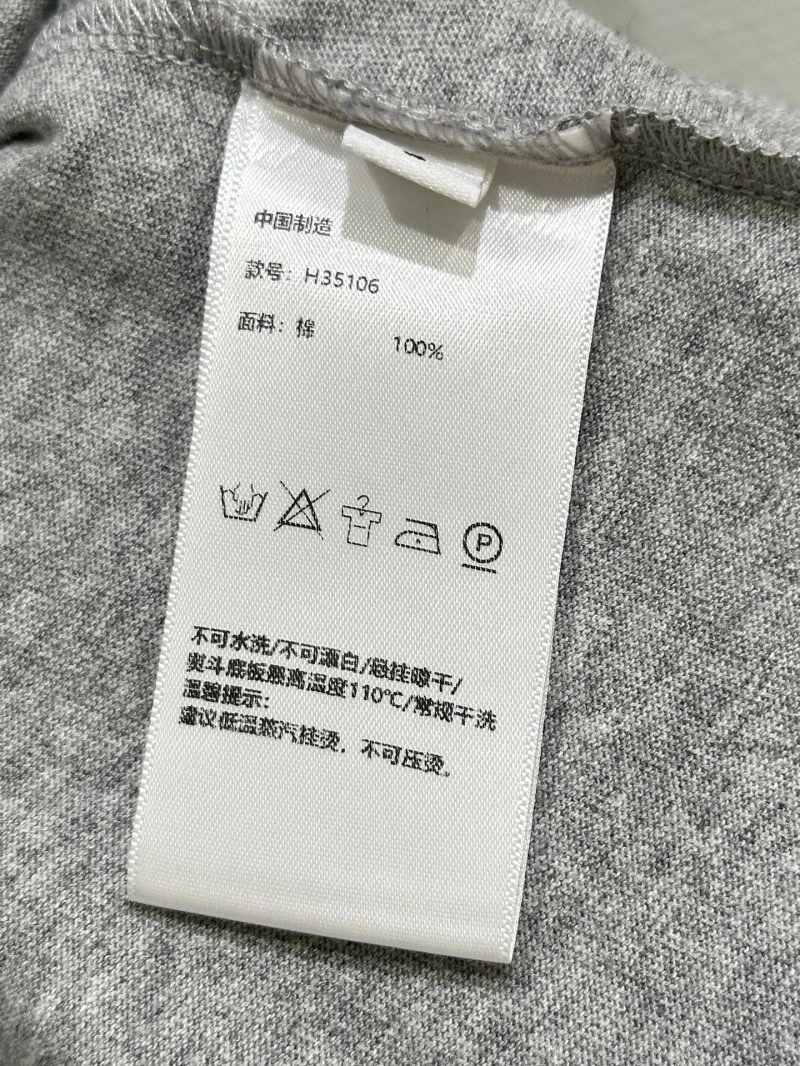 中国制造
款号：H35106
面料：棉 100%
P
不可水洗/不可漂白/悬挂晾干/
熨斗底板最高温度110℃/常规干洗
温馨提示：
建议低温蒸汽挂烫，不可压烫。